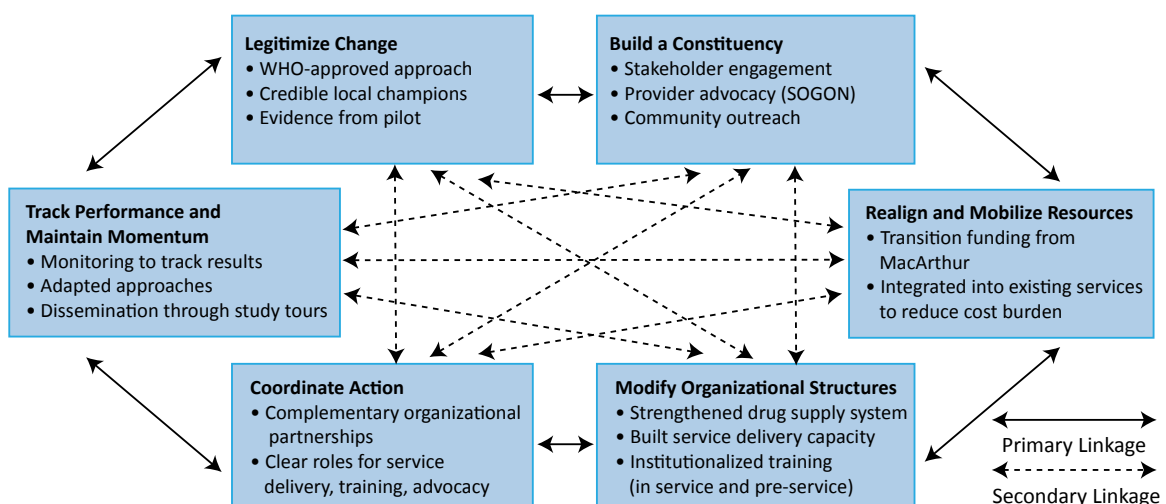 Legitimize Change
• WHO-approved approach
• Credible local champions
• Evidence from pilot
Build a Constituency
• Stakeholder engagement
• Provider advocacy (SOGON)
• Community outreach
Track Performance and
Maintain Momentum
• Monitoring to track results
• Adapted approaches
• Dissemination through study tours
Realign and Mobilize Resources
• Transition funding from
MacArthur
• Integrated into existing services
to reduce cost burden
Coordinate Action
• Complementary organizational
partnerships
• Clear roles for service
delivery, training, advocacy
Modify Organizational Structures
• Strengthened drug supply system
• Built service delivery capacity
• Institutionalized training
(in service and pre-service)
Primary Linkage
Secondary Linkage